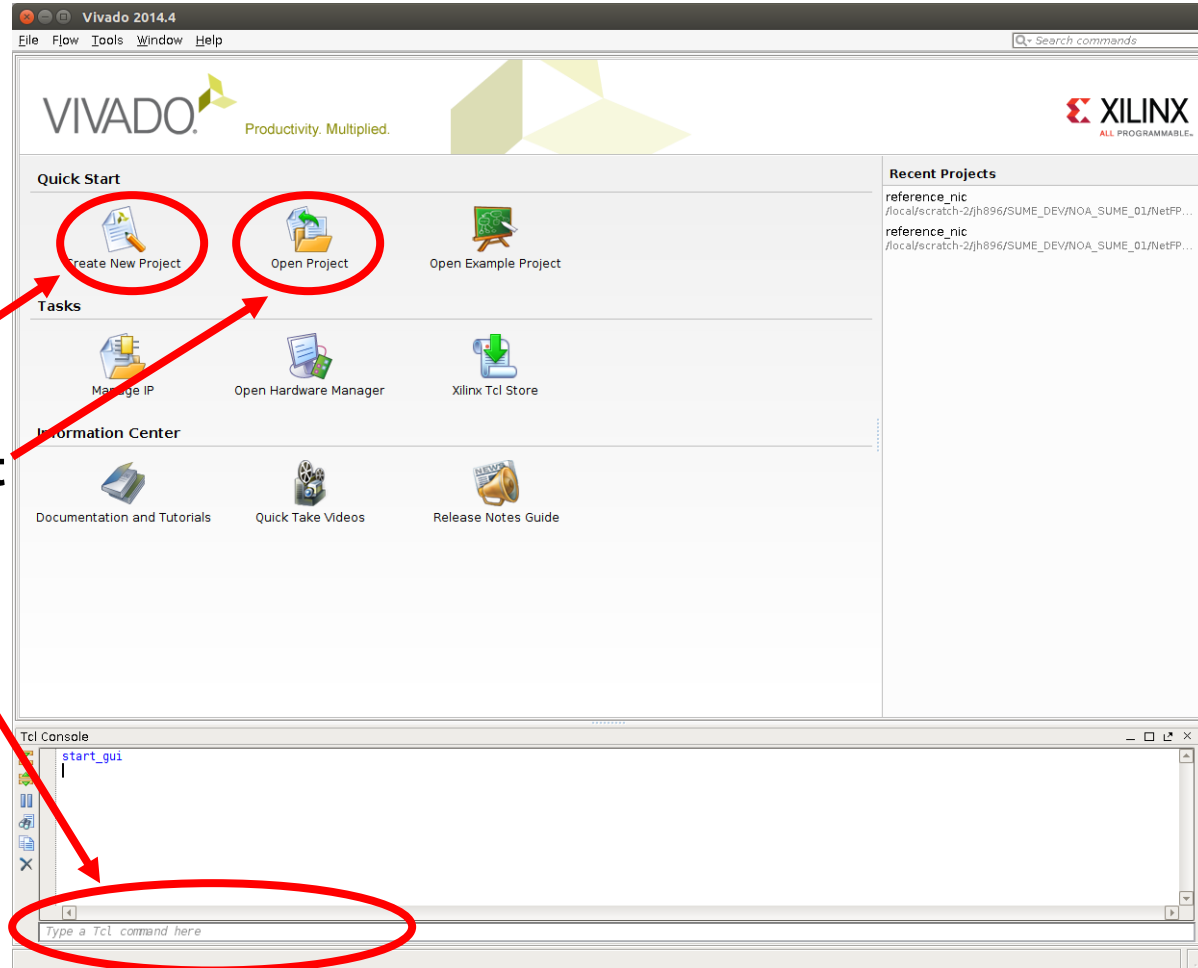 Vivado 2014.4
File Flow Tools Window Help
Search commands
VIVADO. Productivity. Multiplied.
XILINX
ALL PROGRAMMABLE™
Quick Start
Create New Project Open Project Open Example Project
Tasks
Manage IP Open Hardware Manager Xilinx Tcl Store
Information Center
NEWS
Documentation and Tutorials Quick Take Videos Release Notes Guide
Recent Projects
reference_nic
/local/scratch-2/jh896/SUME_DEV/NOA_SUME_01/NetFP...
reference_nic
/local/scratch-2/jh896/SUME_DEV/NOA_SUME_01/NetFP...
t
Tcl Console
start_gui
Type a Tcl command here